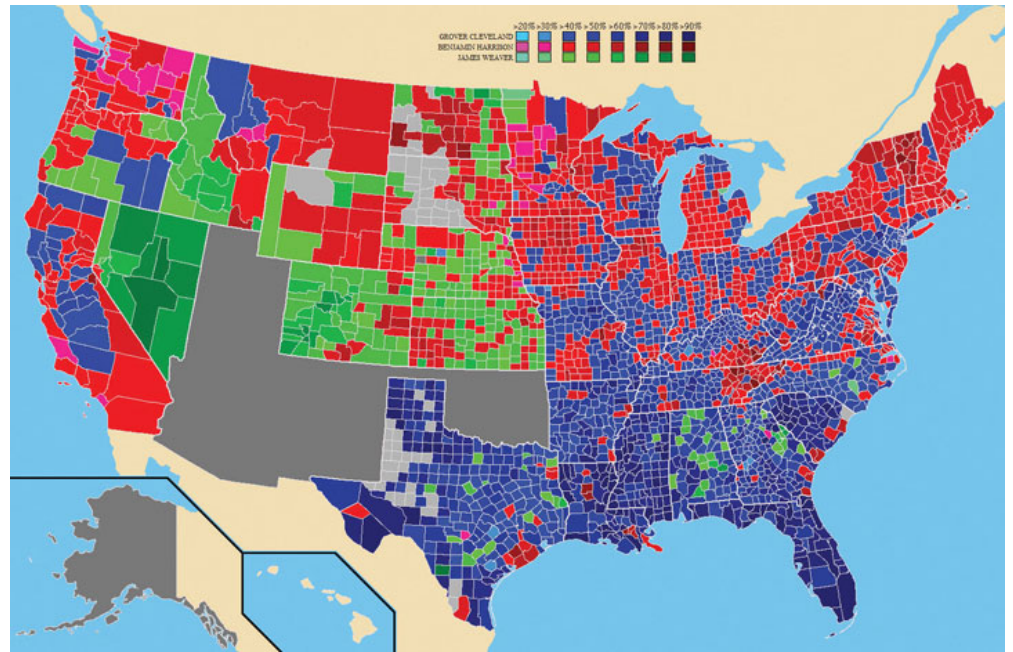 >20% >30% >40% >50% >60% >70% >80% >90%
GROVER CLEVELAND
BENJAMIN HARRISON
JAMES WEAVER